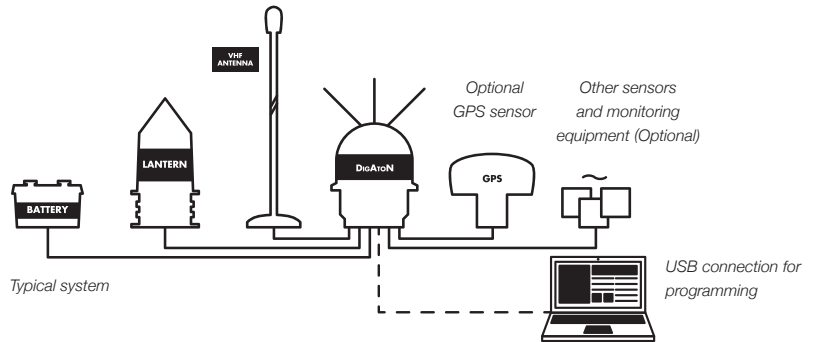 VHF
ANTENNA
Optional
GPS sensor
Other sensors
and monitoring
equipment (Optional)
LANTERN
DIGATON
GPS
BATTERY
Typical system
USB connection for
programming